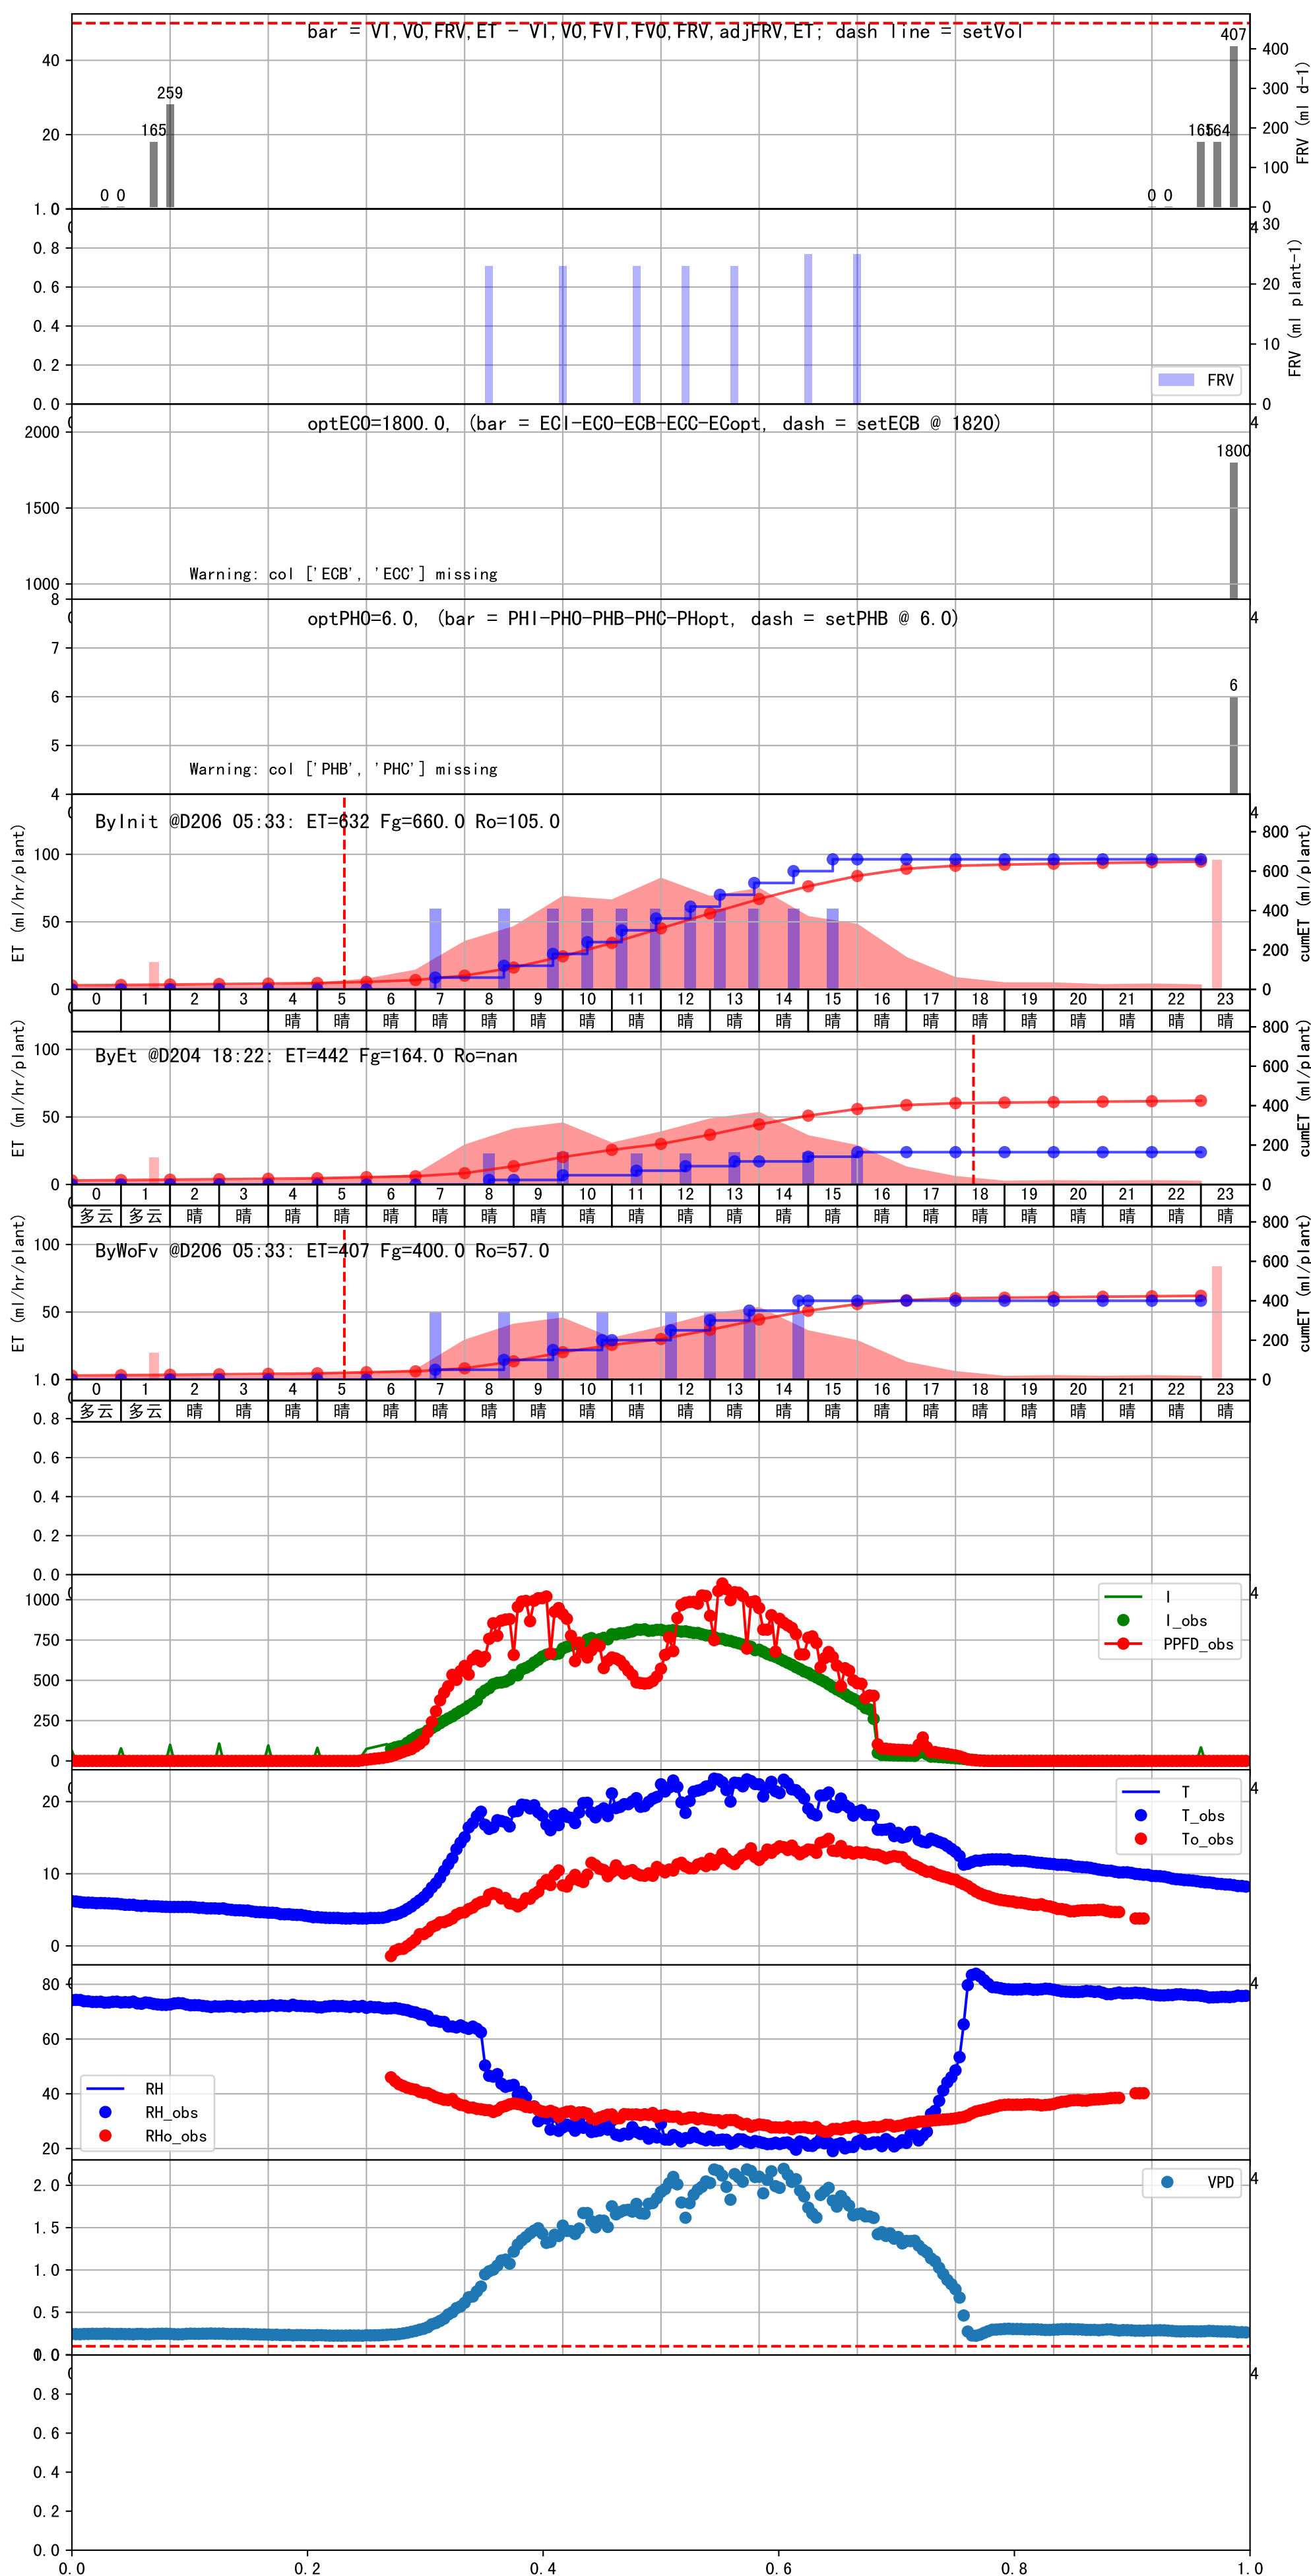 bar = VI,VO,FRV,ET - VI,VO,FVI,FVO,FRV,adjFRV,ET; dash line = setVol
407
40
400
259
300
165
165
164
20
200
100
0 0
0 0
0
FRV (ml d-1)
1.0
30
0.8
0.6
20
0.4
10
0.2
FRV
0.0
0
FRV (ml plant-1)
optECO=1800.0, (bar = ECI-ECO-ECB-ECC-ECopt, dash = setECB @ 1820)
4
2000
1800
1500
Warning: col ['ECB', 'ECC'] missing
1000
8
optPHO=6.0, (bar = PHI-PHO-PHB-PHC-PHopt, dash = setPHB @ 6.0)
4
7
6
6
5
Warning: col ['PHB', 'PHC'] missing
4
4
ByInit @D206 05:33: ET=632 Fg=660.0 Ro=105.0
800
100
600
400
50
200
0
0
ET (ml/hr/plant)
cumET (ml/plant)
0 1 2 3 4 5 6 7 8 9 10 11 12 13 14 15 16 17 18 19 20 21 22 23
晴 晴 晴 晴 晴 晴 晴 晴 晴 晴 晴 晴 晴 晴 晴 晴 晴 晴 晴 晴
800
100
ByEt @D204 18:22: ET=442 Fg=164.0 Ro=nan
600
400
50
200
0
0
ET (ml/hr/plant)
cumET (ml/plant)
0 1 2 3 4 5 6 7 8 9 10 11 12 13 14 15 16 17 18 19 20 21 22 23
多云 多云 晴 晴 晴 晴 晴 晴 晴 晴 晴 晴 晴 晴 晴 晴 晴 晴 晴 晴 晴 晴 晴 晴
800
100
ByWoFv @D206 05:33: ET=407 Fg=400.0 Ro=57.0
600
400
50
200
0
ET (ml/hr/plant)
cumET (ml/plant)
1.0
0 1 2 3 4 5 6 7 8 9 10 11 12 13 14 15 16 17 18 19 20 21 22 23
多云 多云 晴 晴 晴 晴 晴 晴 晴 晴 晴 晴 晴 晴 晴 晴 晴 晴 晴 晴 晴 晴 晴 晴
0.8
0.6
0.4
0.2
0.0
4
1000
750
500
250
0
I
I_obs
PPFD_obs
4
20
10
0
T
T_obs
To_obs
4
80
60
40
20
RH
RH_obs
RHo_obs
4
2.0
1.5
1.0
0.5
VPD
4
0.8
0.6
0.4
0.2
0.0
0.0 0.2 0.4 0.6 0.8 1.0